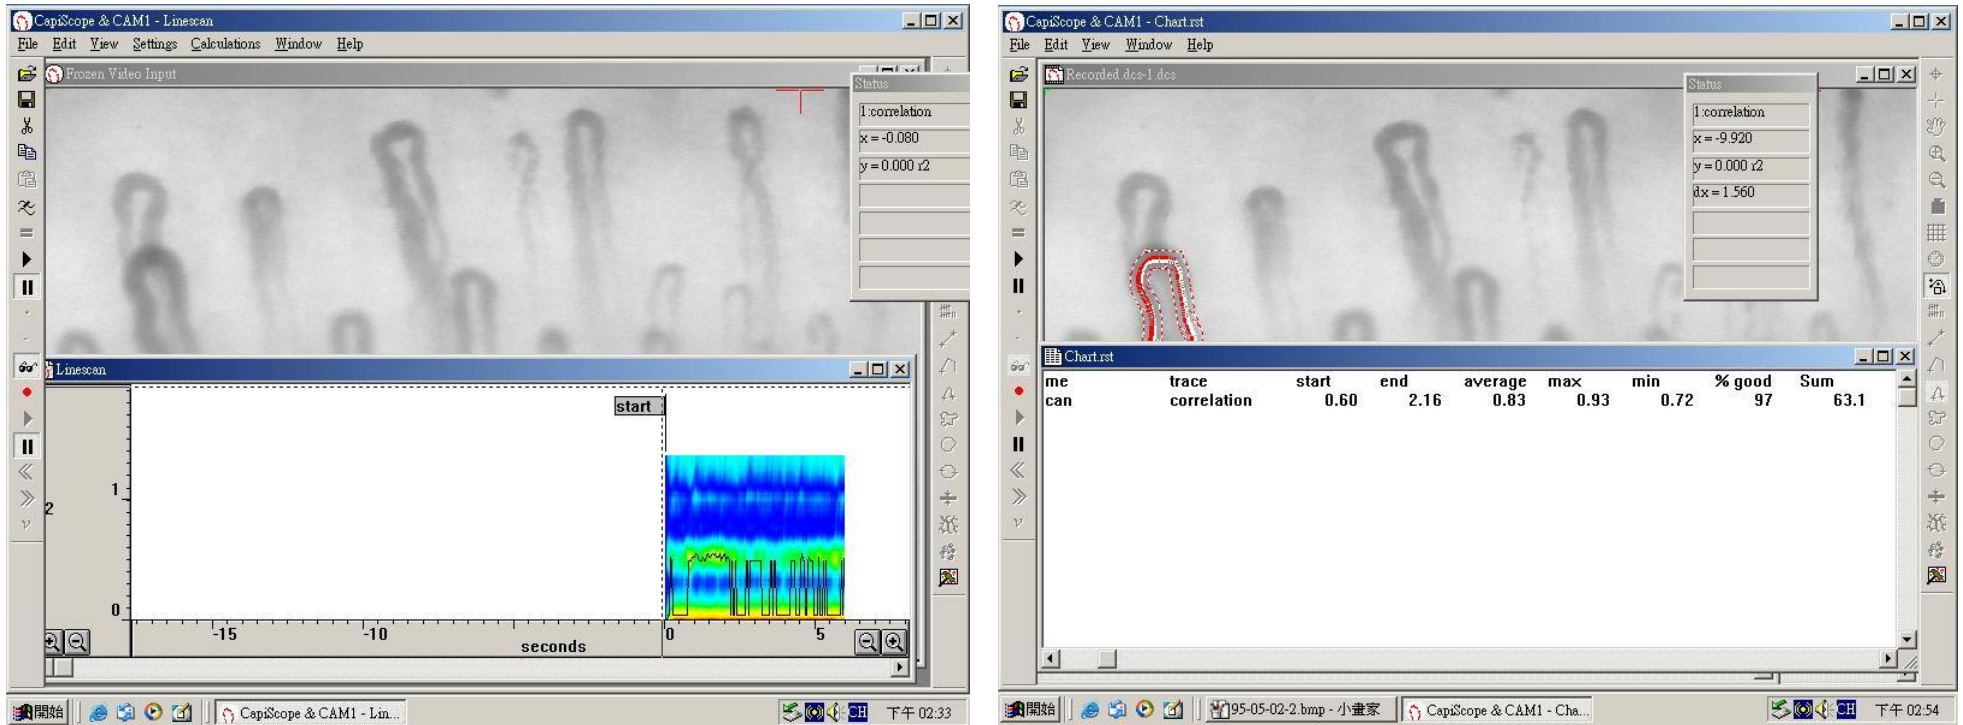 CapiScope & CAM1 - Linescan
File Edit View Settings Calculations Window Help
Frozen Video Input
Status
1:correlation
x = -0.080
y = 0.000 r2
Linescan
start
1
2
0
-15 -10 0 5
seconds
開始 CapiScope & CAM1 - Lin... CH 下午 02:33
CapiScope & CAM1 - Chart.rst
File Edit View Window Help
Recorded.dcs-1.dcs
Status
1:correlation
x = -9.920
y = 0.000 r2
dx = 1.560
Chart.rst
me trace start end average max min % good Sum
can correlation 0.60 2.16 0.83 0.93 0.72 97 63.1
開始 95-05-02-2.bmp - 小畫家 CapiScope & CAM1 - Cha... CH 下午 02:54